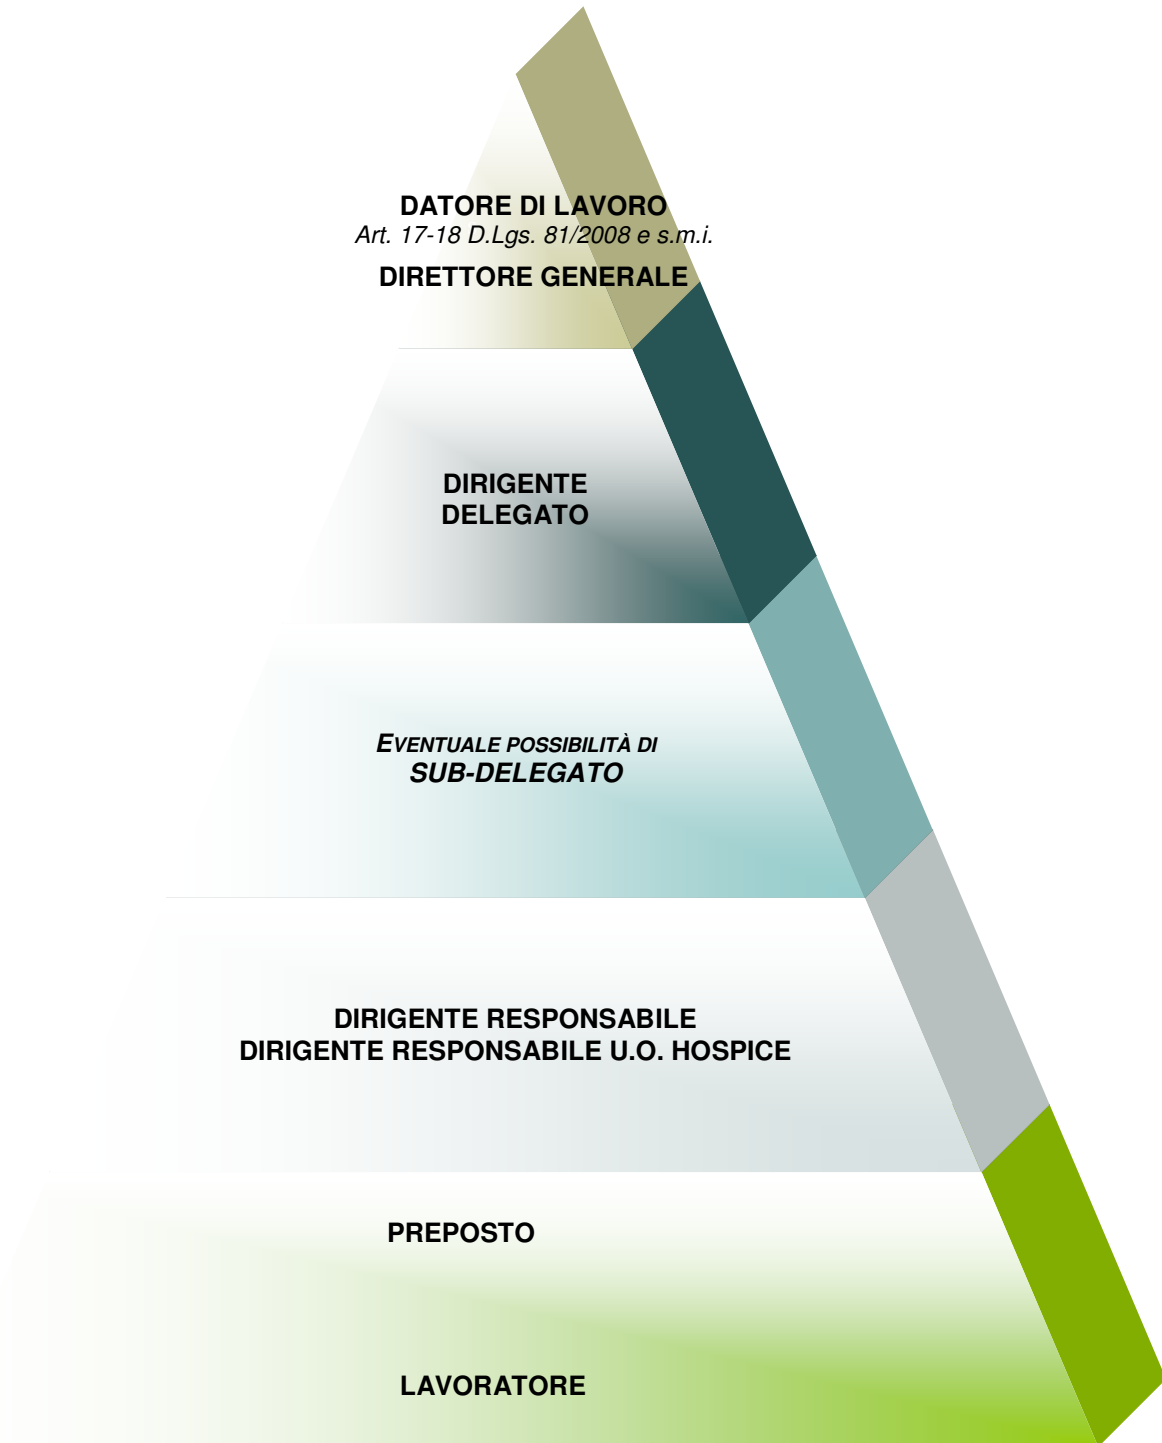 DATORE DI LAVORO
Art. 17-18 D.Lgs. 81/2008 e s.m.i.
DIRETTORE GENERALE
DIRIGENTE
DELEGATO
EVENTUALE POSSIBILITÀ DI
SUB-DELEGATO
DIRIGENTE RESPONSABILE
DIRIGENTE RESPONSABILE U.O. HOSPICE
PREPOSTO
LAVORATORE